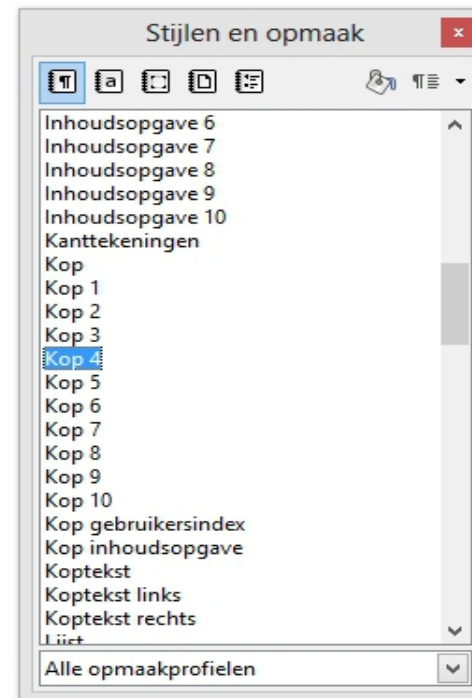 Stijlen en opmaak
Inhoudsopgave 6
Inhoudsopgave 7
Inhoudsopgave 8
Inhoudsopgave 9
Inhoudsopgave 10
Kanttekeningen
Kop
Kop 1
Kop 2
Kop 3
Kop 4
Kop 5
Kop 6
Kop 7
Kop 8
Kop 9
Kop 10
Kop gebruikersindex
Kop inhoudsopgave
Koptekst
Koptekst links
Koptekst rechts
Lijst
Alle opmaakprofielen